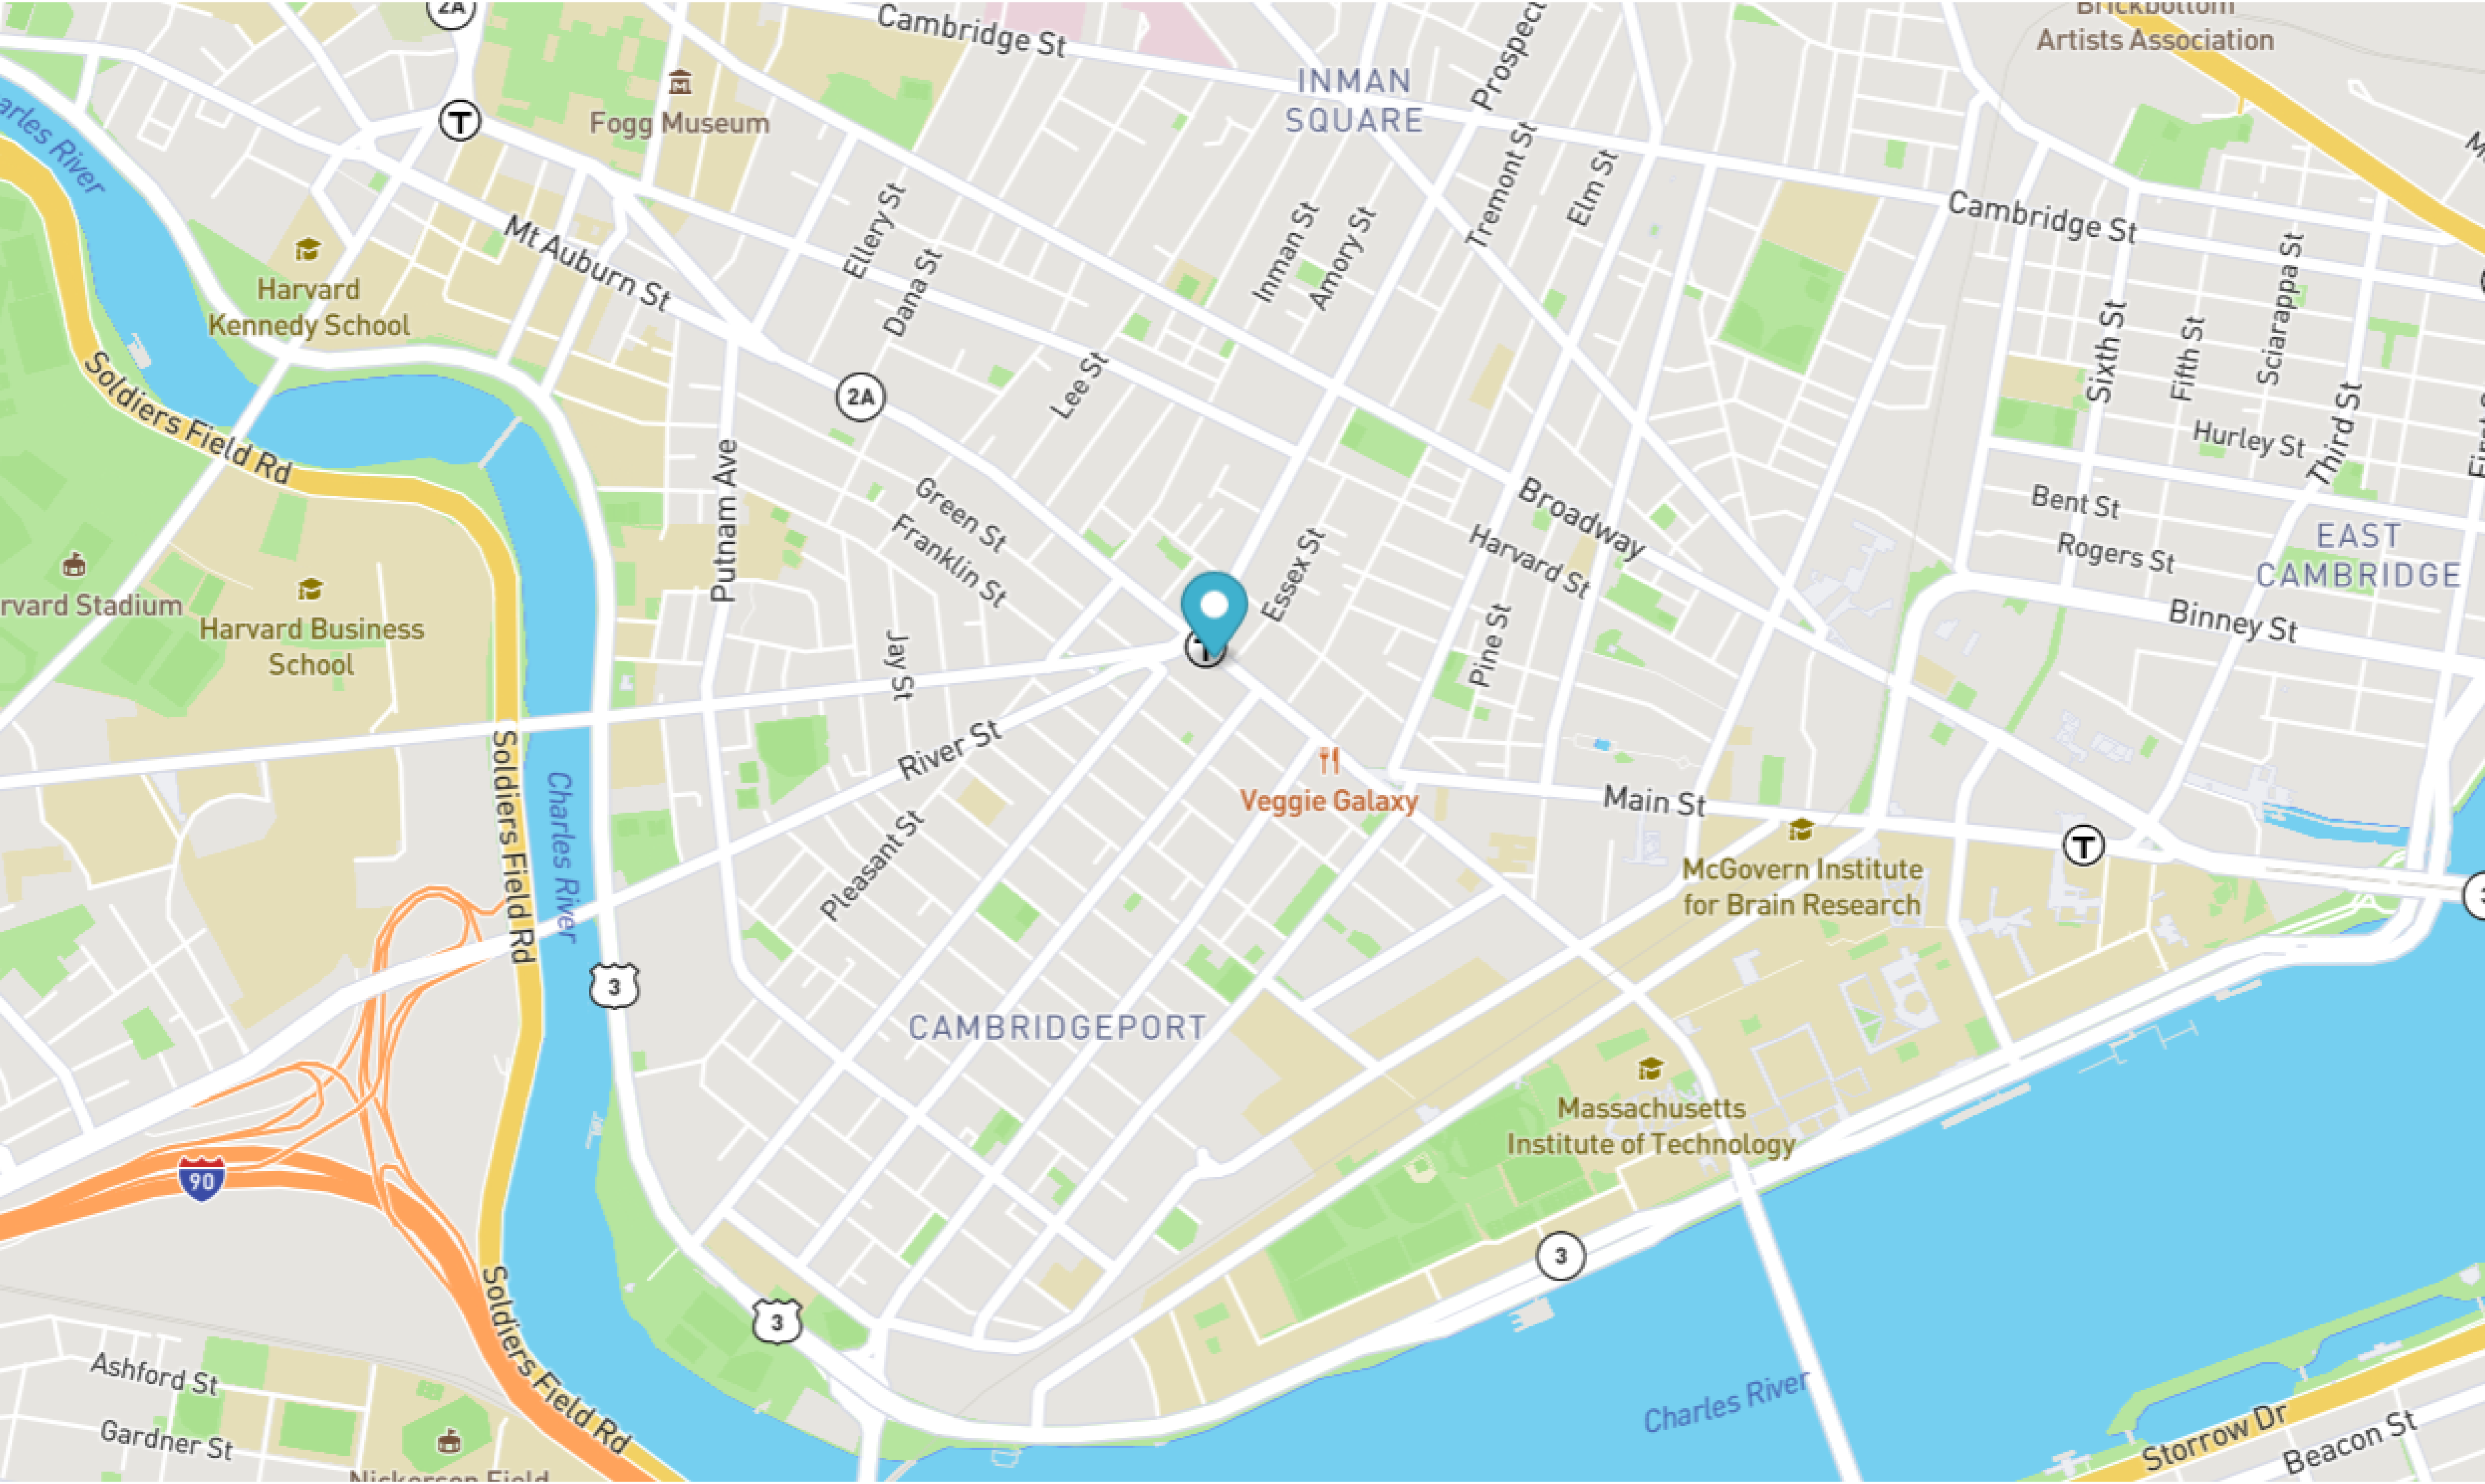 2A
Cambridge St
Prospect
Brickbottom
Artists Association
INMAN
SQUARE
T
Fogg Museum
Charles River
Mt Auburn St
Ellery St
Dana St
Inman St
Amory St
Tremont St
Elm St
Cambridge St
Sixth St
Fifth St
Sciarappa St
Third St
Harvard
Kennedy School
Soldiers Field Rd
2A
Lee St
Hurley St
Putnam Ave
Green St
Franklin St
Broadway
Harvard St
Essex St
Bent St
Rogers St
EAST
CAMBRIDGE
Binney St
rvard Stadium
Harvard Business
School
Jay St
T
Pine St
River St
Soldiers Field Rd
Charles River
Veggie Galaxy
Main St
T
Pleasant St
McGovern Institute
for Brain Research
3
3
CAMBRIDGEPORT
Massachusetts
Institute of Technology
90
3
3
Soldiers Field Rd
Ashford St
Gardner St
Nickerson Field
Charles River
Storrow Dr
Beacon St